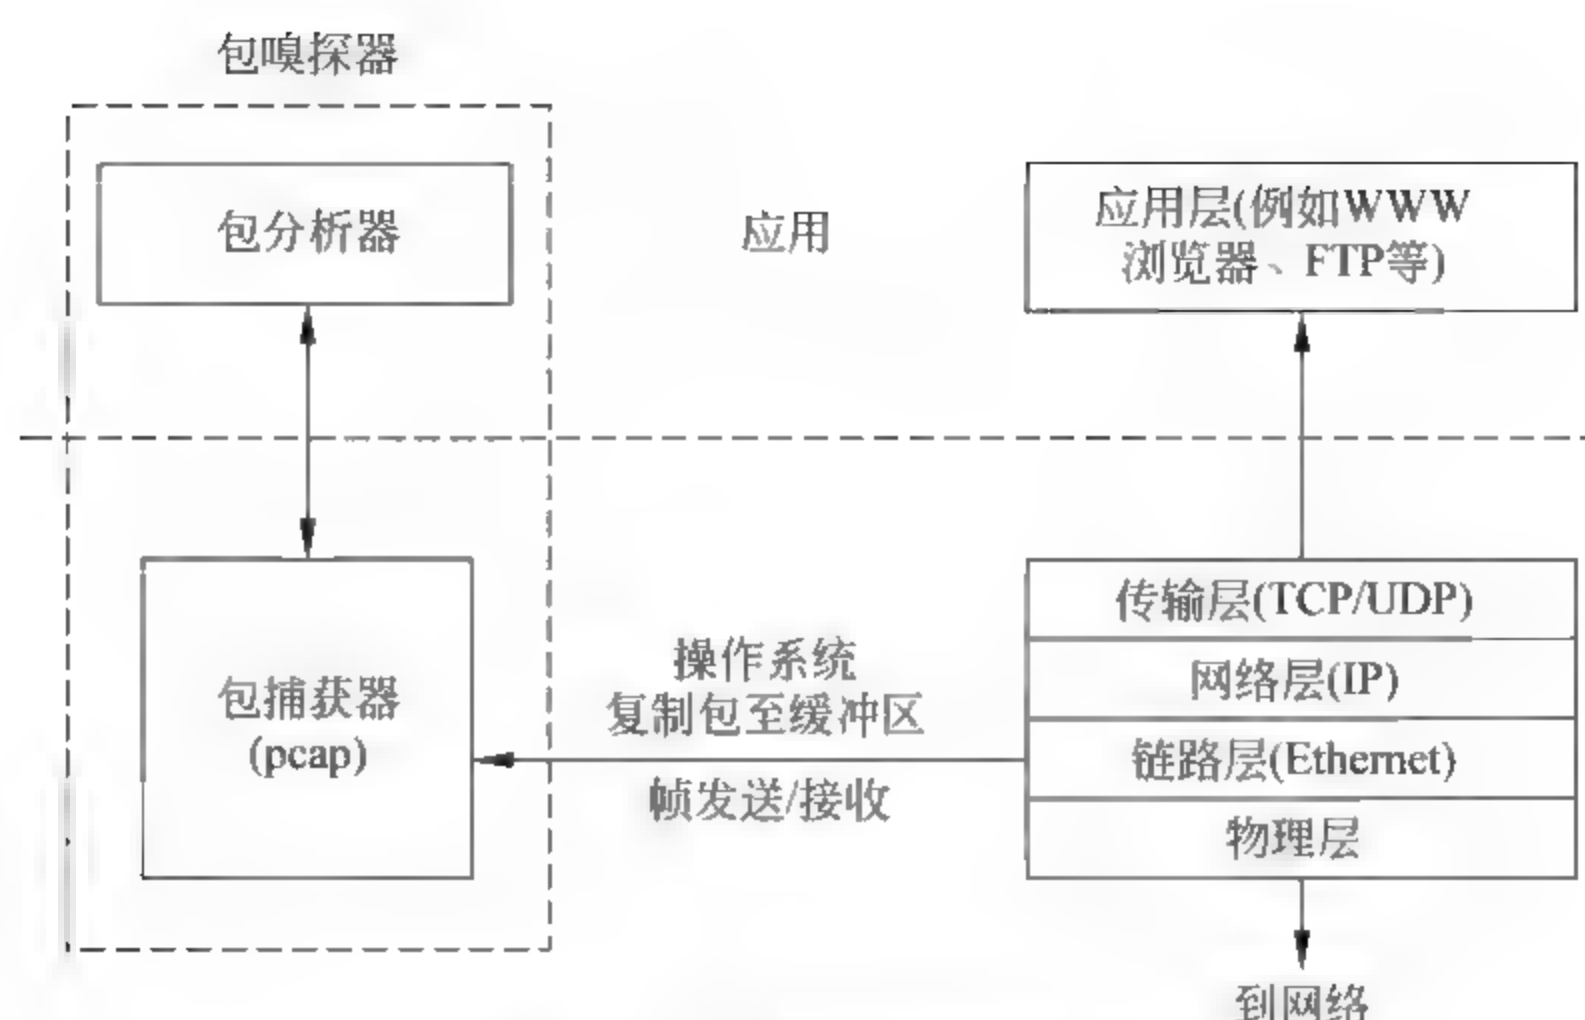 包嗅探器
包分析器
应用
应用层(例如WWW
浏览器、FTP等)
包捕获器
(pcap)
操作系统
复制包至缓冲区
帧发送/接收
传输层(TCP/UDP)
网络层(IP)
链路层(Ethernet)
物理层
到网络